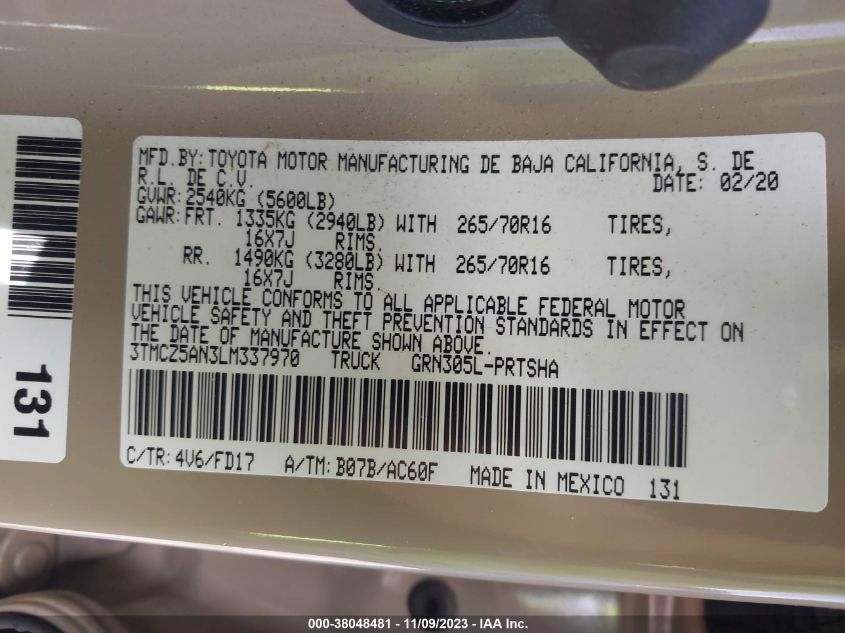 MFD.BY:TOYOTA MOTOR MANUFACTURING DE BAJA CALIFORNIA, S. DE
R.L. DE C.V. DATE: 02/20
GVWR:2540KG (5600LB)
GAWR:FRT. 1335KG (2940LB) WITH 265/70R16 TIRES,
16X7J RIMS.
RR. 1490KG (3280LB) WITH 265/70R16 TIRES,
16X7J RIMS.
THIS VEHICLE CONFORMS TO ALL APPLICABLE FEDERAL MOTOR
VEHICLE SAFETY AND THEFT PREVENTION STANDARDS IN EFFECT ON
THE DATE OF MANUFACTURE SHOWN ABOVE.
3TMCZ5AN3LM337970 TRUCK GRN305L-PRTSHA
C/TR: 4V6/FD17 A/TM: B07B/AC60F MADE IN MEXICO 131
131
000-38048481 - 11/09/2023 - IAA Inc.